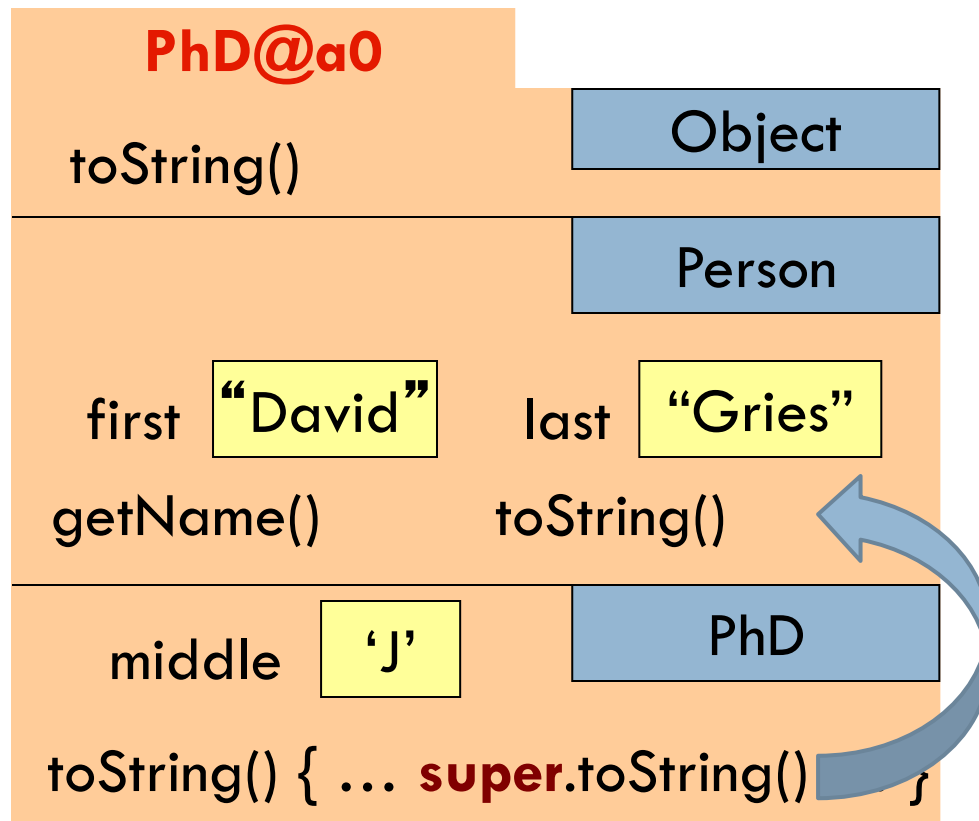 PhD@a0
Object
toString()
Person
first “David” last “Gries”
getName() toString()
PhD
middle ‘J’
toString() { … super.toString() }